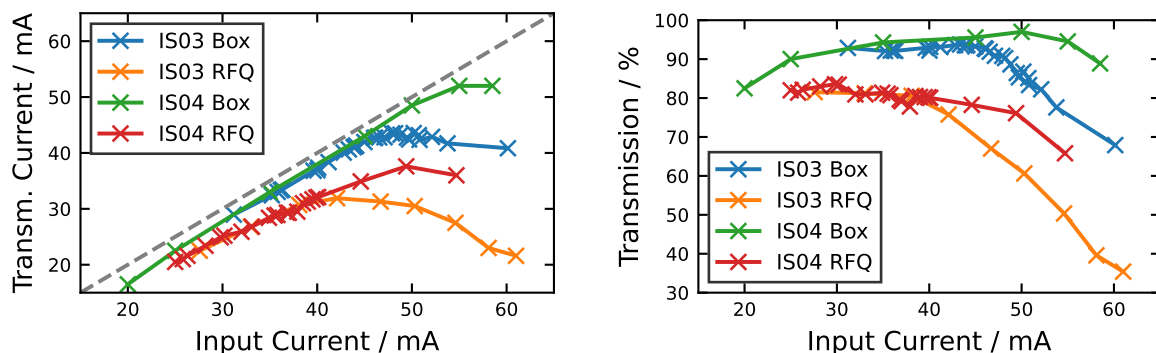 Transm. Current / mA
60
50
40
30
20
20
30
40
50
60
Input Current / mA
IS03 Box
IS03 RFQ
IS04 Box
IS04 RFQ
Transmission / %
100
90
80
70
60
50
40
30
20
30
40
50
60
Input Current / mA
IS03 Box
IS03 RFQ
IS04 Box
IS04 RFQ